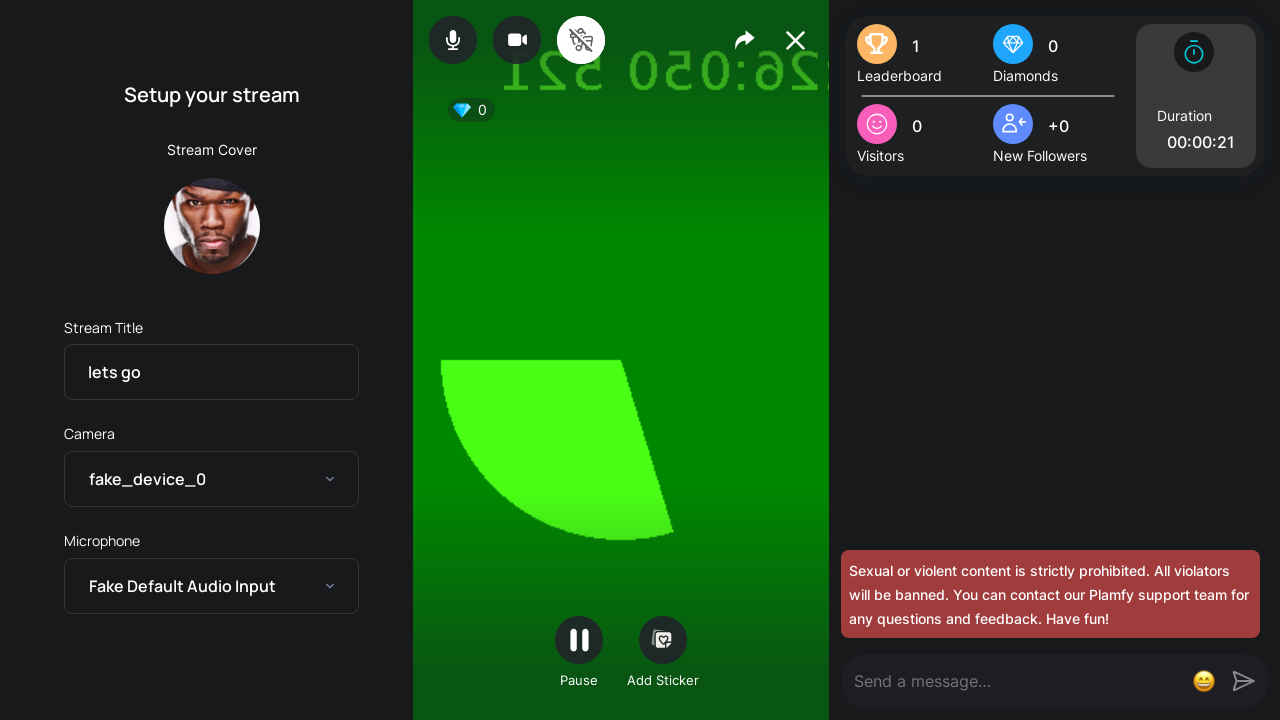 Setup your stream
Stream Cover
Stream Title
lets go
Camera
fake_device_0
Microphone
Fake Default Audio Input
:26:050 521
0
Pause
Add Sticker
1
Leaderboard
0
Diamonds
0
Visitors
+0
New Followers
Duration
00:00:21
Sexual or violent content is strictly prohibited. All violators
will be banned. You can contact our Plamfy support team for
any questions and feedback. Have fun!
Send a message...